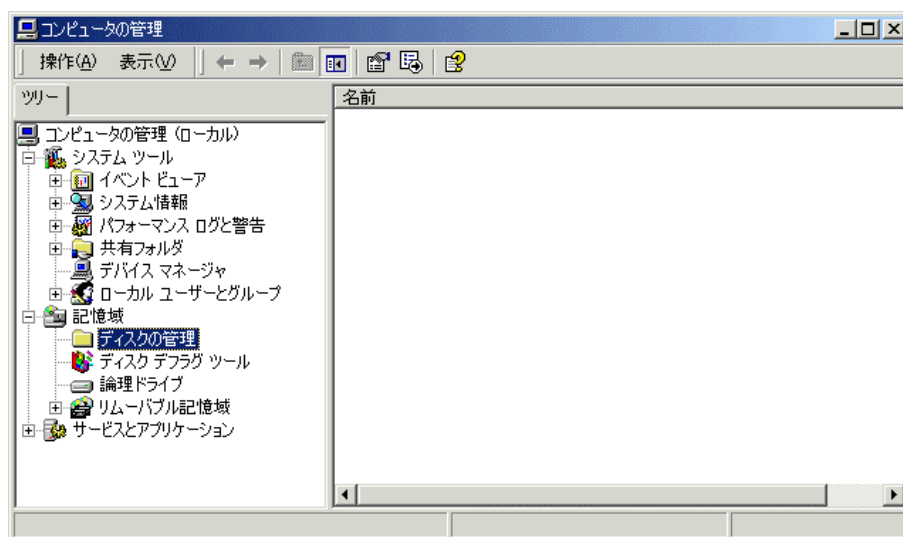 コンピュータの管理
操作(A) 表示(V)
ツリー
名前
コンピュータの管理 (ローカル)
システム ツール
イベント ビューア
システム情報
パフォーマンス ログと警告
共有フォルダ
デバイス マネージャ
ローカル ユーザーとグループ
記憶域
ディスクの管理
ディスク デフラグ ツール
論理ドライブ
リムーバブル記憶域
サービスとアプリケーション